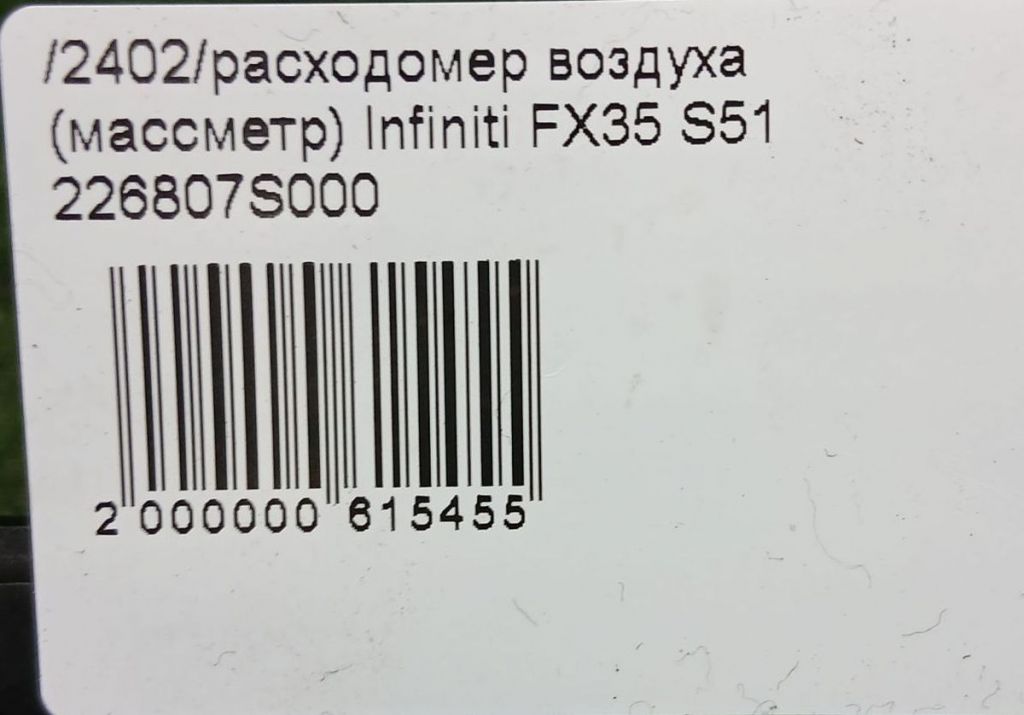 /2402/расходомер воздуха
(массметр) Infiniti FX35 S51
226807S000
2 000000 615455